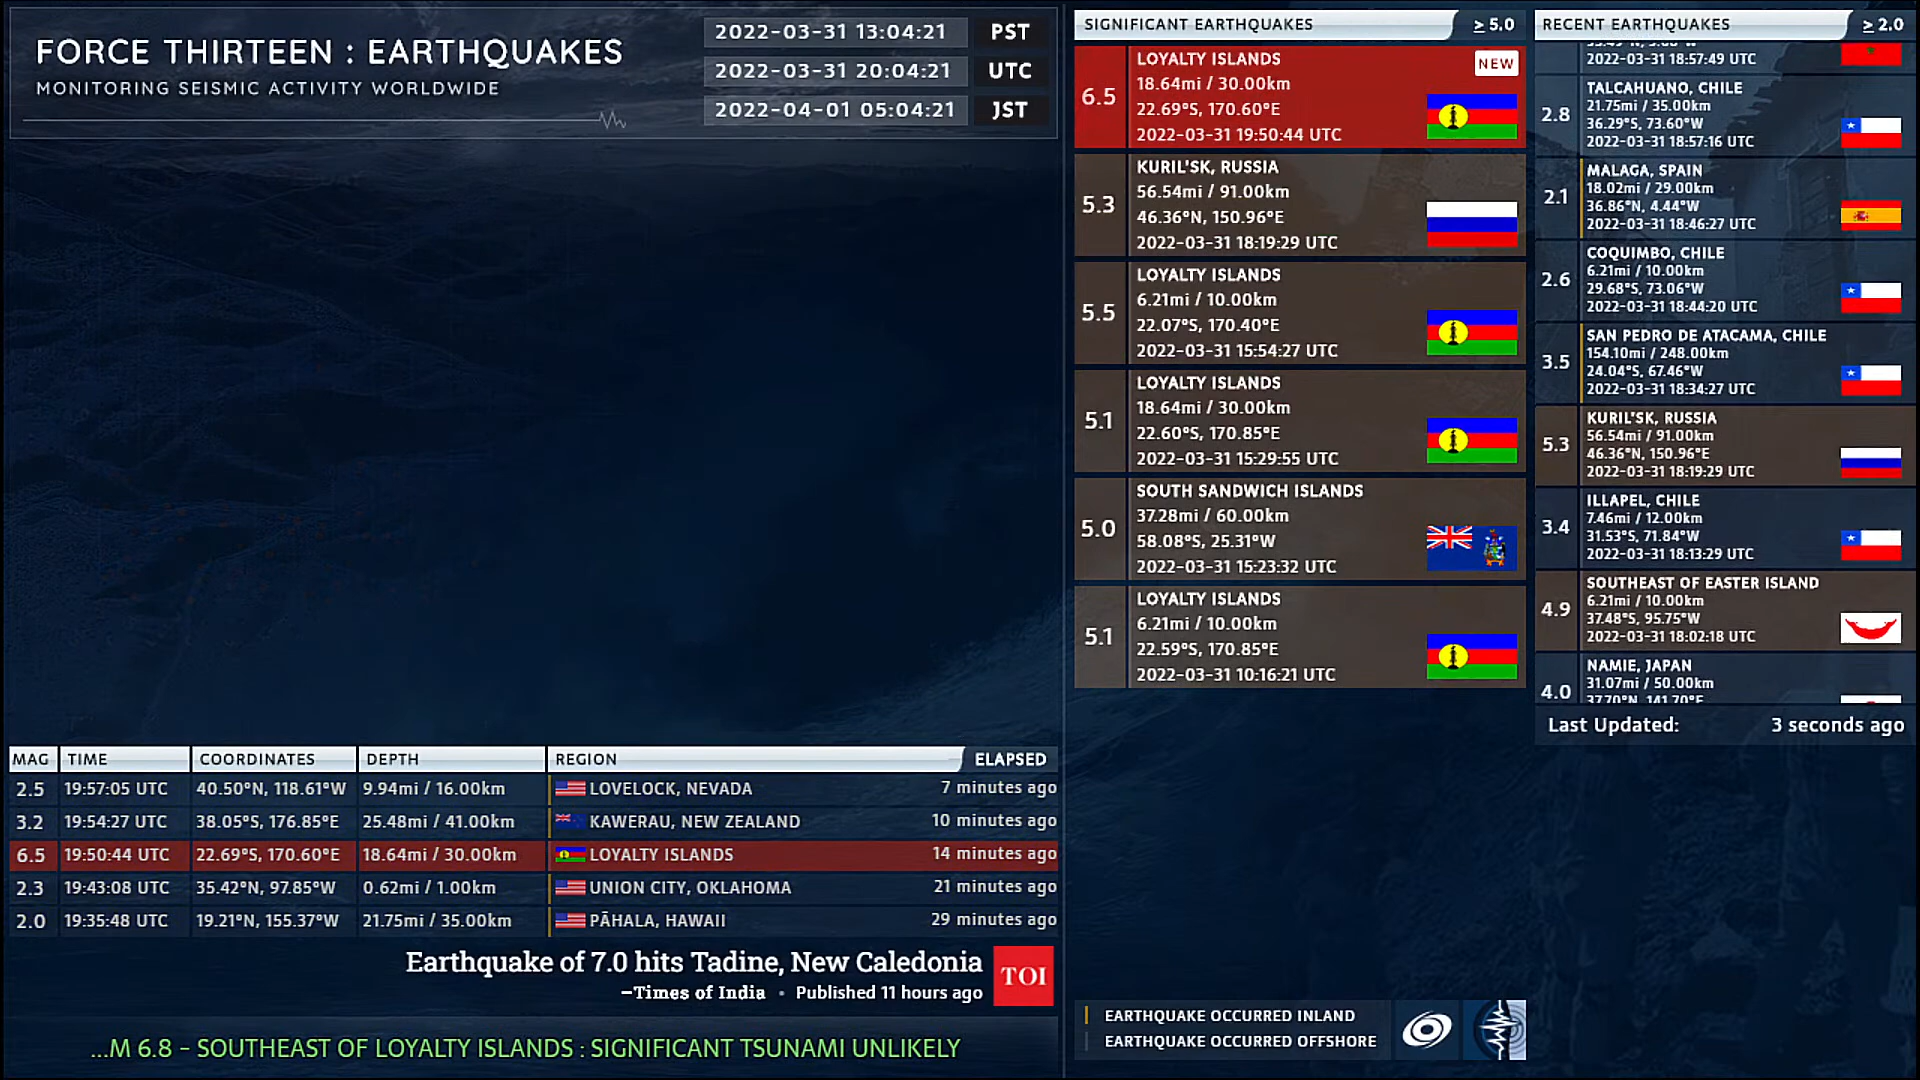 FORCE THIRTEEN : EARTHQUAKES
MONITORING SEISMIC ACTIVITY WORLDWIDE
2022-03-31 13:04:21 PST
2022-03-31 20:04:21 UTC
2022-04-01 05:04:21 JST
SIGNIFICANT EARTHQUAKES ≥ 5.0
6.5
LOYALTY ISLANDS
NEW
18.64mi / 30.00km
22.69°S, 170.60°E
2022-03-31 19:50:44 UTC
5.3
KURIL'SK, RUSSIA
56.54mi / 91.00km
46.36°N, 150.96°E
2022-03-31 18:19:29 UTC
5.5
LOYALTY ISLANDS
6.21mi / 10.00km
22.07°S, 170.40°E
2022-03-31 15:54:27 UTC
5.1
LOYALTY ISLANDS
18.64mi / 30.00km
22.60°S, 170.85°E
2022-03-31 15:29:55 UTC
5.0
SOUTH SANDWICH ISLANDS
37.28mi / 60.00km
58.08°S, 25.31°W
2022-03-31 15:23:32 UTC
5.1
LOYALTY ISLANDS
6.21mi / 10.00km
22.59°S, 170.85°E
2022-03-31 10:16:21 UTC
RECENT EARTHQUAKES ≥ 2.0
2022-03-31 18:57:49 UTC
2.8
TALCAHUANO, CHILE
21.75mi / 35.00km
36.29°S, 73.60°W
2022-03-31 18:57:16 UTC
2.1
MALAGA, SPAIN
18.02mi / 29.00km
36.86°N, 4.44°W
2022-03-31 18:46:27 UTC
2.6
COQUIMBO, CHILE
6.21mi / 10.00km
29.68°S, 73.06°W
2022-03-31 18:44:20 UTC
3.5
SAN PEDRO DE ATACAMA, CHILE
154.10mi / 248.00km
24.04°S, 67.46°W
2022-03-31 18:34:27 UTC
5.3
KURIL'SK, RUSSIA
56.54mi / 91.00km
46.36°N, 150.96°E
2022-03-31 18:19:29 UTC
3.4
ILLAPEL, CHILE
7.46mi / 12.00km
31.53°S, 71.84°W
2022-03-31 18:13:29 UTC
4.9
SOUTHEAST OF EASTER ISLAND
6.21mi / 10.00km
37.48°S, 95.75°W
2022-03-31 18:02:18 UTC
4.0
NAMIE, JAPAN
31.07mi / 50.00km
37.70°N, 141.70°E
Last Updated: 3 seconds ago
MAG TIME COORDINATES DEPTH REGION ELAPSED
2.5 19:57:05 UTC 40.50°N, 118.61°W 9.94mi / 16.00km LOVELOCK, NEVADA 7 minutes ago
3.2 19:54:27 UTC 38.05°S, 176.85°E 25.48mi / 41.00km KAWERAU, NEW ZEALAND 10 minutes ago
6.5 19:50:44 UTC 22.69°S, 170.60°E 18.64mi / 30.00km LOYALTY ISLANDS 14 minutes ago
2.3 19:43:08 UTC 35.42°N, 97.85°W 0.62mi / 1.00km UNION CITY, OKLAHOMA 21 minutes ago
2.0 19:35:48 UTC 19.21°N, 155.37°W 21.75mi / 35.00km PĀHALA, HAWAII 29 minutes ago
Earthquake of 7.0 hits Tadine, New Caledonia
–Times of India • Published 11 hours ago
TOI
...M 6.8 – SOUTHEAST OF LOYALTY ISLANDS : SIGNIFICANT TSUNAMI UNLIKELY
EARTHQUAKE OCCURRED INLAND
EARTHQUAKE OCCURRED OFFSHORE